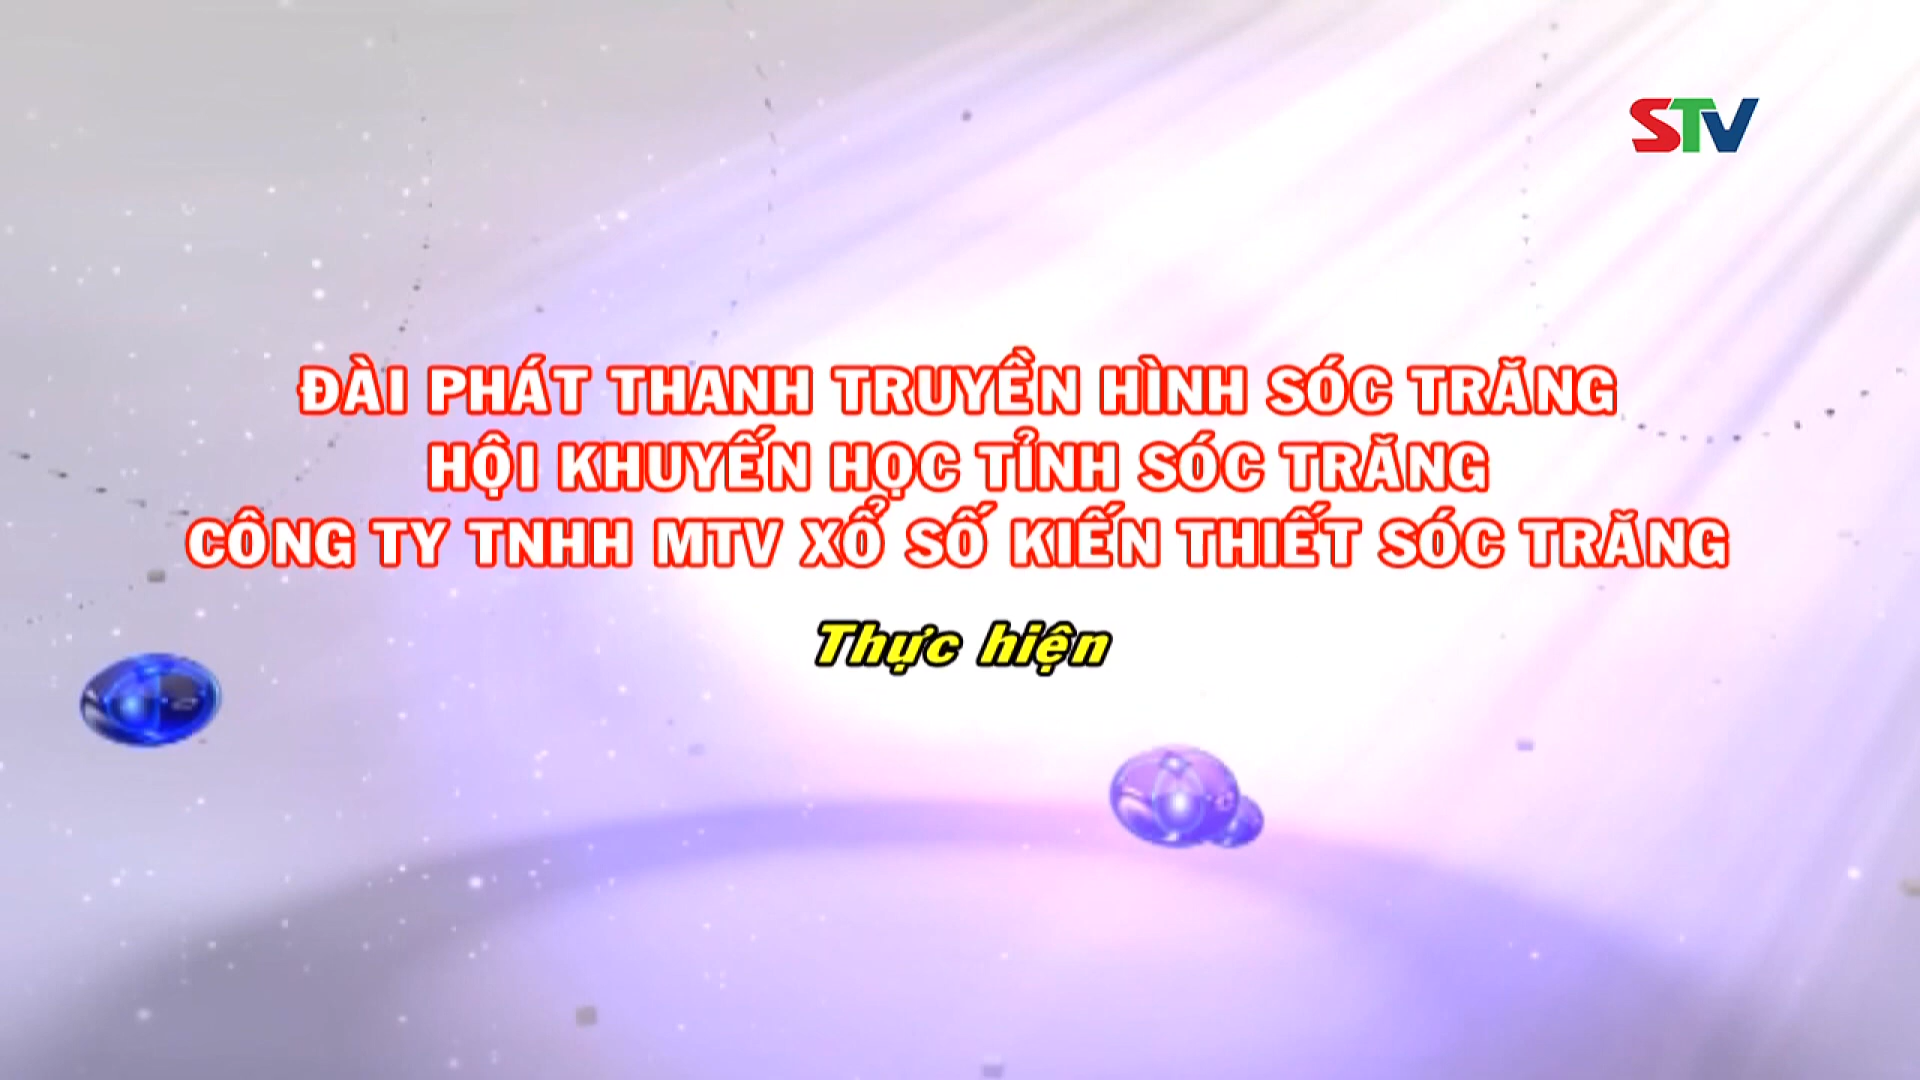 STV
ĐÀI PHÁT THANH TRUYỀN HÌNH SÓC TRĂNG
HỘI KHUYẾN HỌC TỈNH SÓC TRĂNG
CÔNG TY TNHH MTV XỔ SỐ KIẾN THIẾT SÓC TRĂNG
Thực hiện